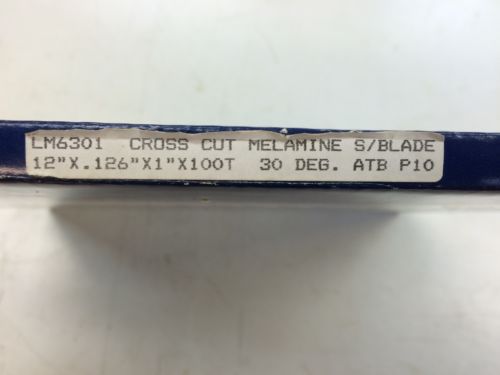 LM6301 CROSS CUT MELAMINE S/BLADE
12"X.126"X1"X100T 30 DEG. ATB P10